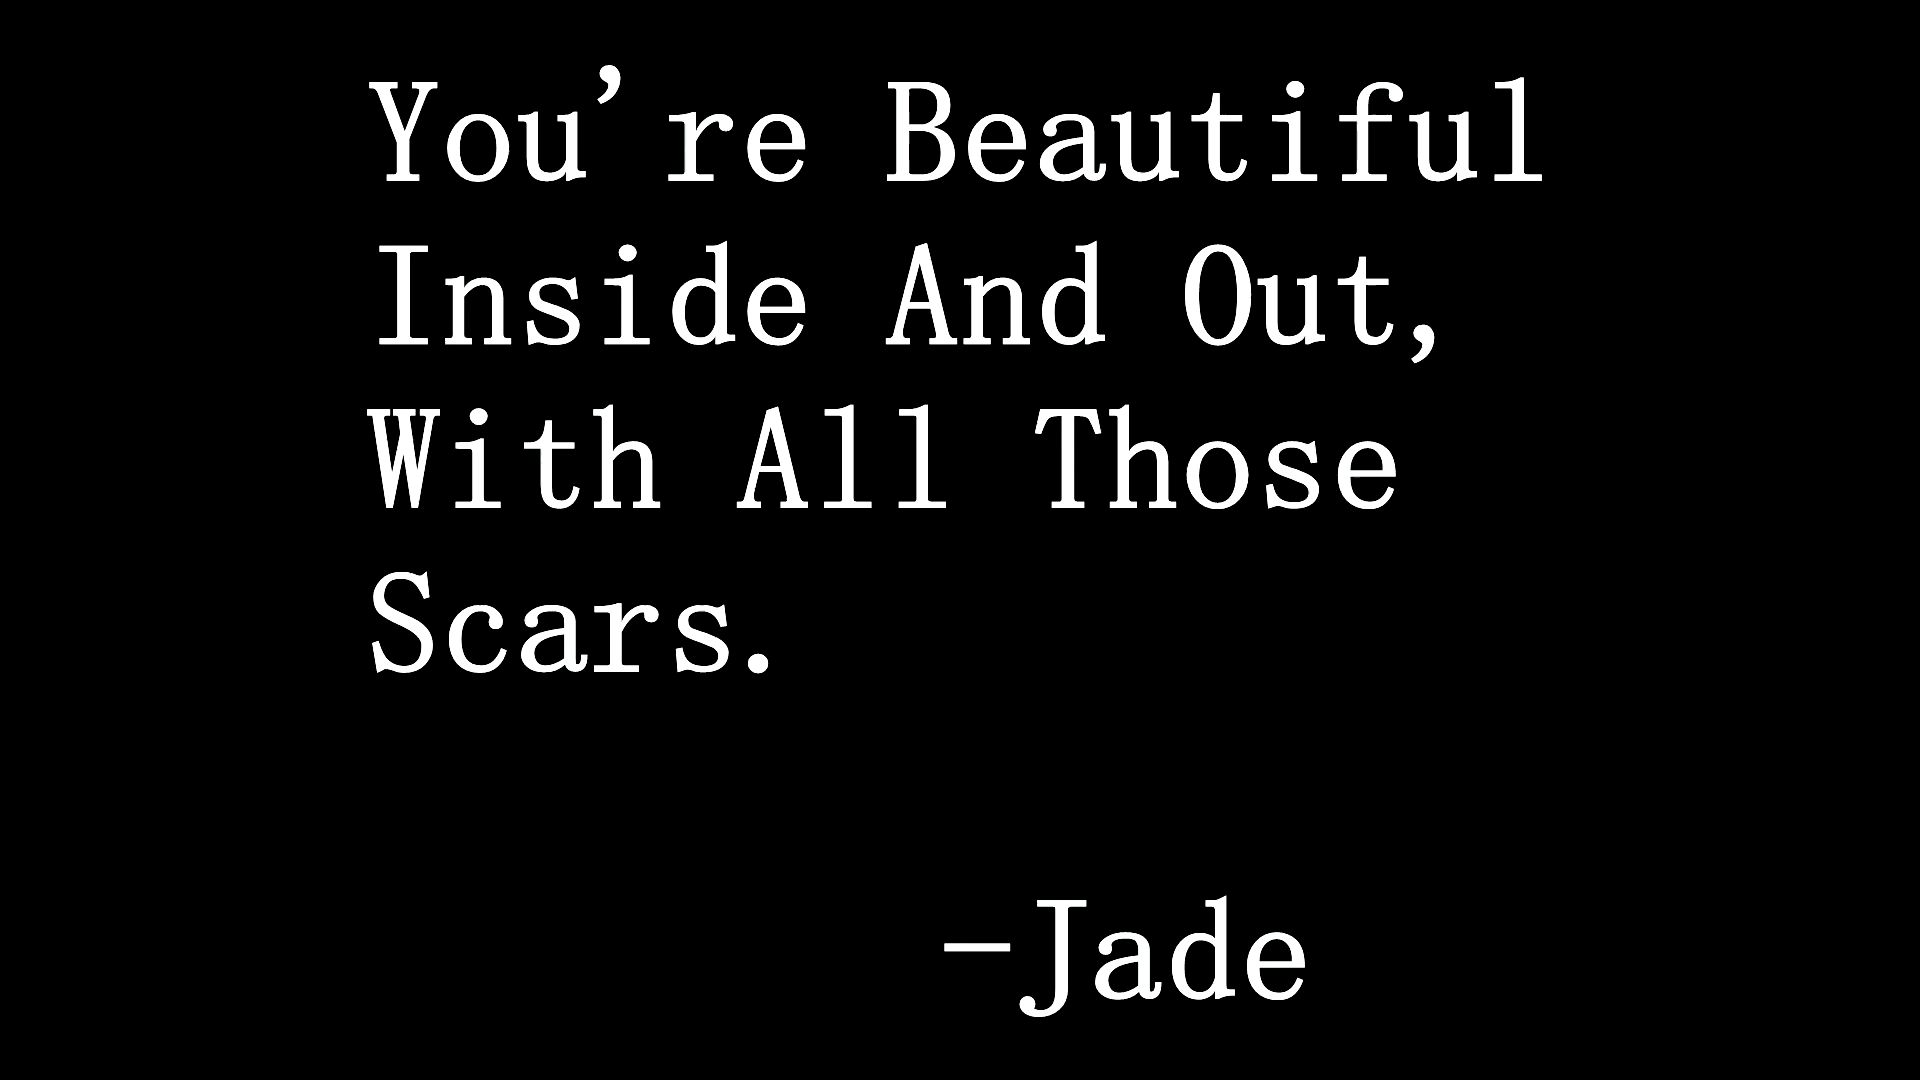 You’re Beautiful
Inside And Out,
With All Those
Scars.
-Jade